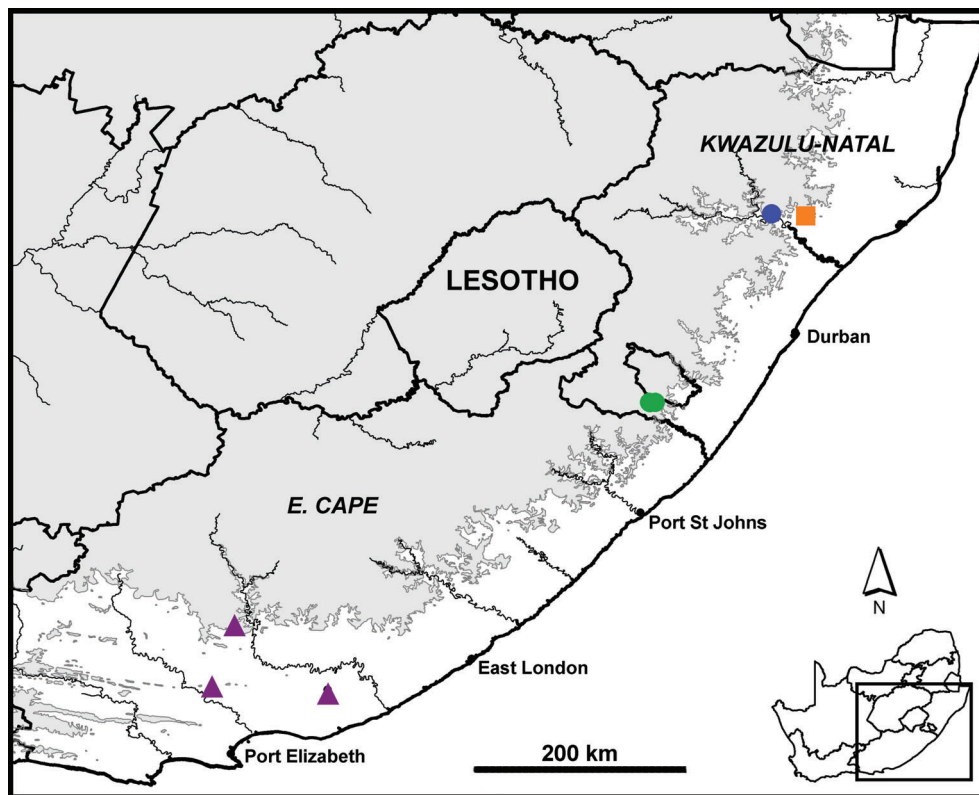 KWAZULU-NATAL
LESOTHO
Durban
E. CAPE
Port St Johns
N
East London
Port Elizabeth
200 km